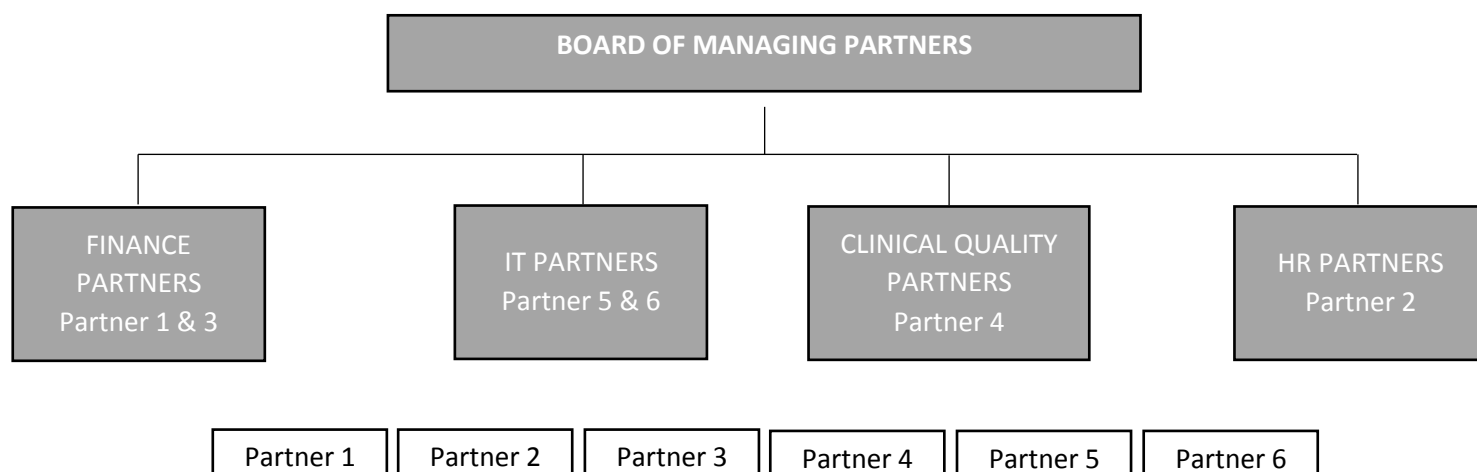 BOARD OF MANAGING PARTNERS
FINANCE
PARTNERS
Partner 1 & 3
IT PARTNERS
Partner 5 & 6
CLINICAL QUALITY
PARTNERS
Partner 4
HR PARTNERS
Partner 2
Partner 1
Partner 2
Partner 3
Partner 4
Partner 5
Partner 6